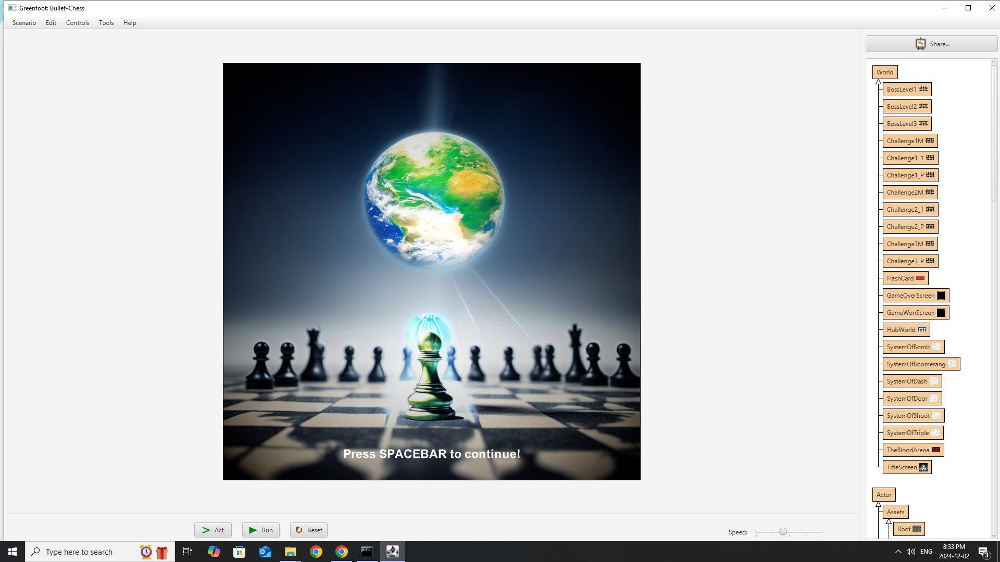 Greenfoot: Bullet-Chess
Scenario Edit Controls Tools Help
Share...
World
BossLevel1
BossLevel2
BossLevel3
Challenge1M
Challenge1_1
Challenge1_P
Challenge2M
Challenge2_1
Challenge2_P
Challenge3M
Challenge3_P
FlashCard
GameOverScreen
GameWonScreen
HubWorld
SystemOfBomb
SystemOfBoomerang
SystemOfDash
SystemOfDoor
SystemOfShoot
SystemOfTriple
TheBloodArena
TitleScreen
Actor
Assets
Roof
Press SPACEBAR to continue!
Act Run Reset
Speed:
Type here to search
ENG
8:33 PM
2024-12-02
3